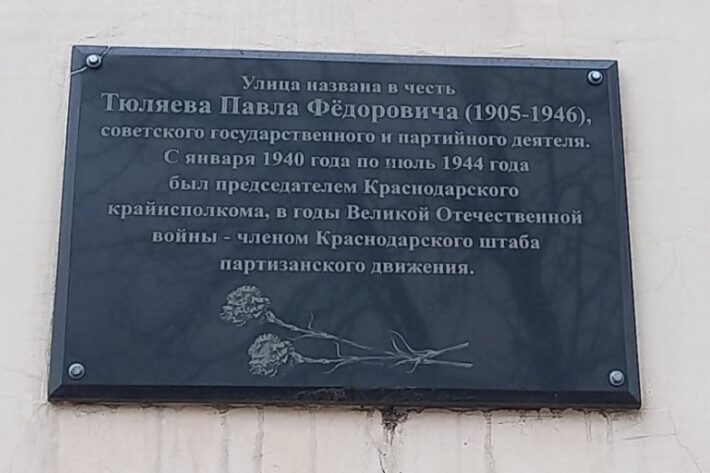 Улица названа в честь
Тюляева Павла Фёдоровича (1905-1946),
советского государственного и партийного деятеля.
С января 1940 года по июль 1944 года
был председателем Краснодарского
крайисполкома, в годы Великой Отечественной
войны - членом Краснодарского штаба
партизанского движения.